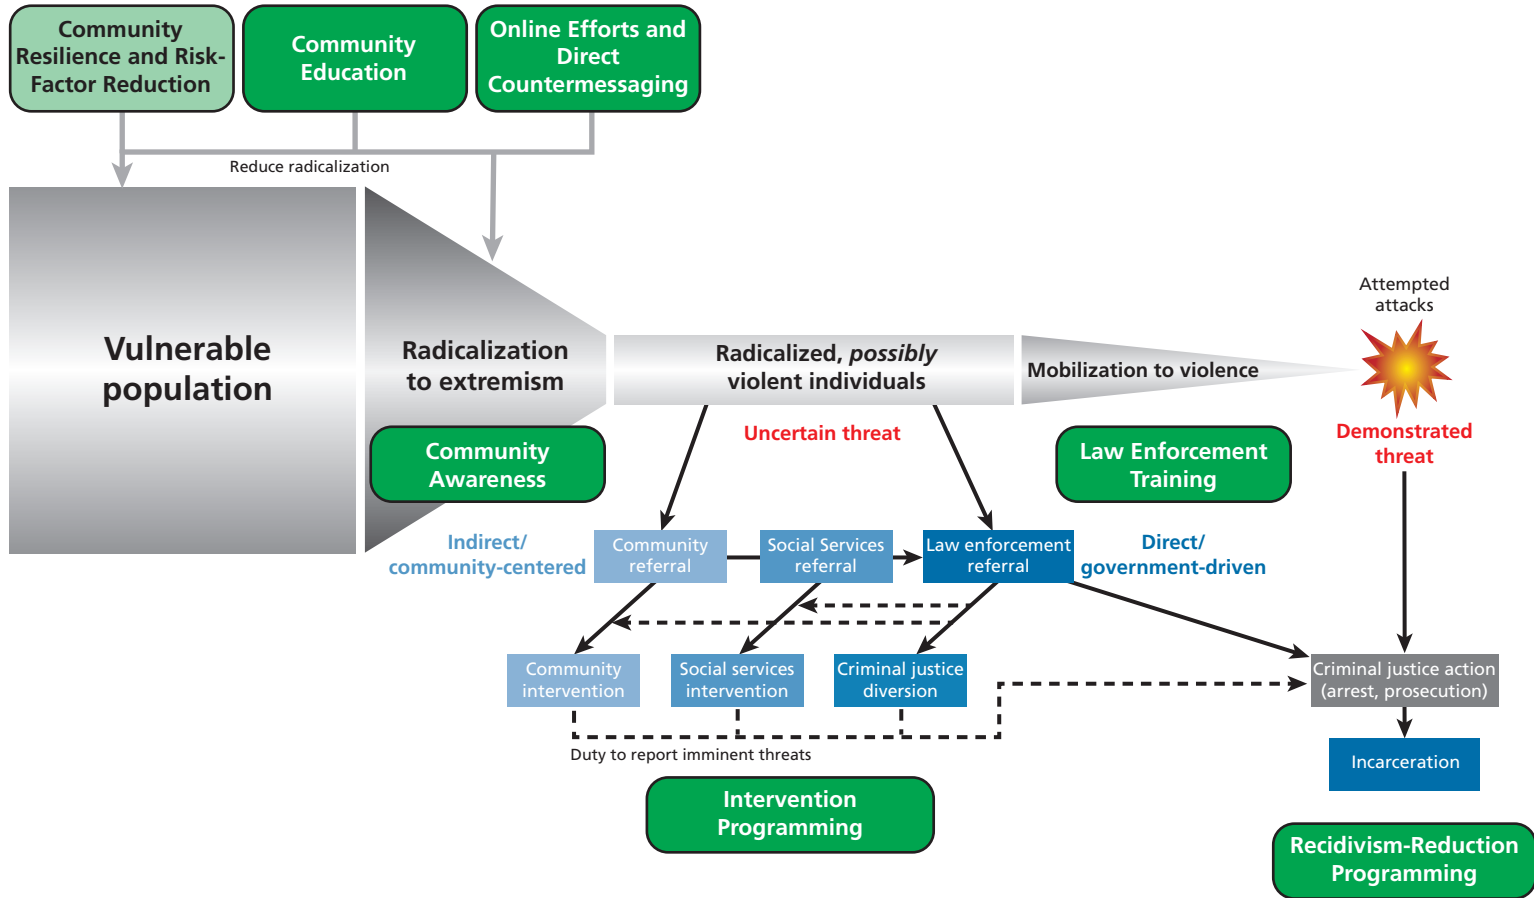 Community
Resilience and Risk-
Factor Reduction
Community
Education
Online Efforts and
Direct
Countermessaging
Reduce radicalization
Vulnerable
population
Radicalization
to extremism
Radicalized, possibly
violent individuals
Mobilization to violence
Attempted
attacks
Uncertain threat
Demonstrated
threat
Community
Awareness
Law Enforcement
Training
Indirect/
community-centered
Community
referral
Social Services
referral
Law enforcement
referral
Direct/
government-driven
Community
intervention
Social services
intervention
Criminal justice
diversion
Criminal justice action
(arrest, prosecution)
Duty to report imminent threats
Incarceration
Intervention
Programming
Recidivism-Reduction
Programming